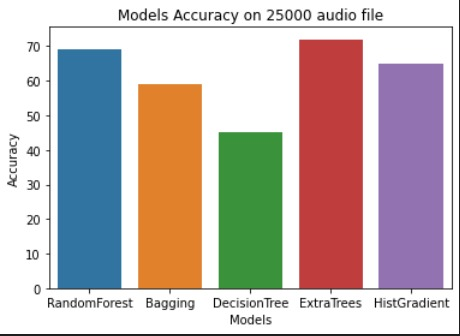 Models Accuracy on 25000 audio file
Accuracy
70
60
50
40
30
20
10
0
RandomForest Bagging DecisionTree ExtraTrees HistGradient
Models